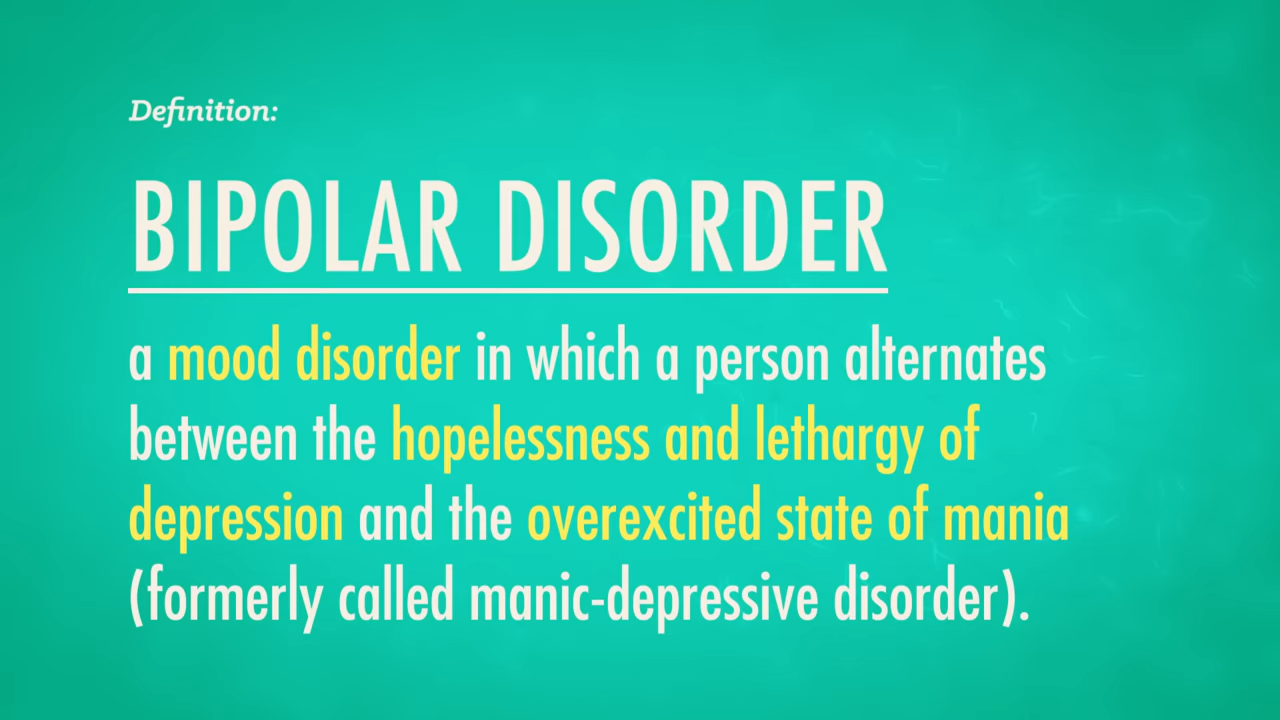 Definition:
BIPOLAR DISORDER
a mood disorder in which a person alternates
between the hopelessness and lethargy of
depression and the overexcited state of mania
(formerly called manic-depressive disorder).